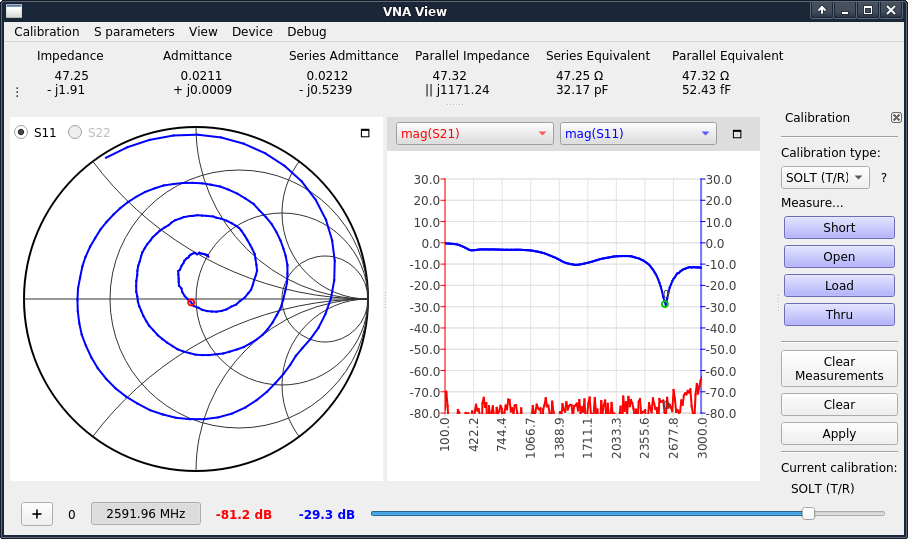 VNA View
Calibration S parameters View Device Debug
Impedance Admittance Series Admittance Parallel Impedance Series Equivalent Parallel Equivalent
47.25 0.0211 0.0212 47.32 47.25 Ω 47.32 Ω
- j1.91 + j0.0009 - j0.5239 || j1171.24 32.17 pF 52.43 fF
S11 S22
mag(S21) mag(S11)
30.0 30.0
20.0 20.0
10.0 10.0
0.0 0.0
-10.0 -10.0
-20.0 -20.0
-30.0 -30.0
-40.0 -40.0
-50.0 -50.0
-60.0 -60.0
-70.0 -70.0
-80.0 -80.0
0
100.0 422.2 744.4 1066.7 1388.9 1711.1 2033.3 2355.6 2677.8 3000.0
Calibration
Calibration type:
SOLT (T/R) ?
Measure...
Short
Open
Load
Thru
Clear
Measurements
Clear
Apply
Current calibration:
SOLT (T/R)
+ 0 2591.96 MHz -81.2 dB -29.3 dB